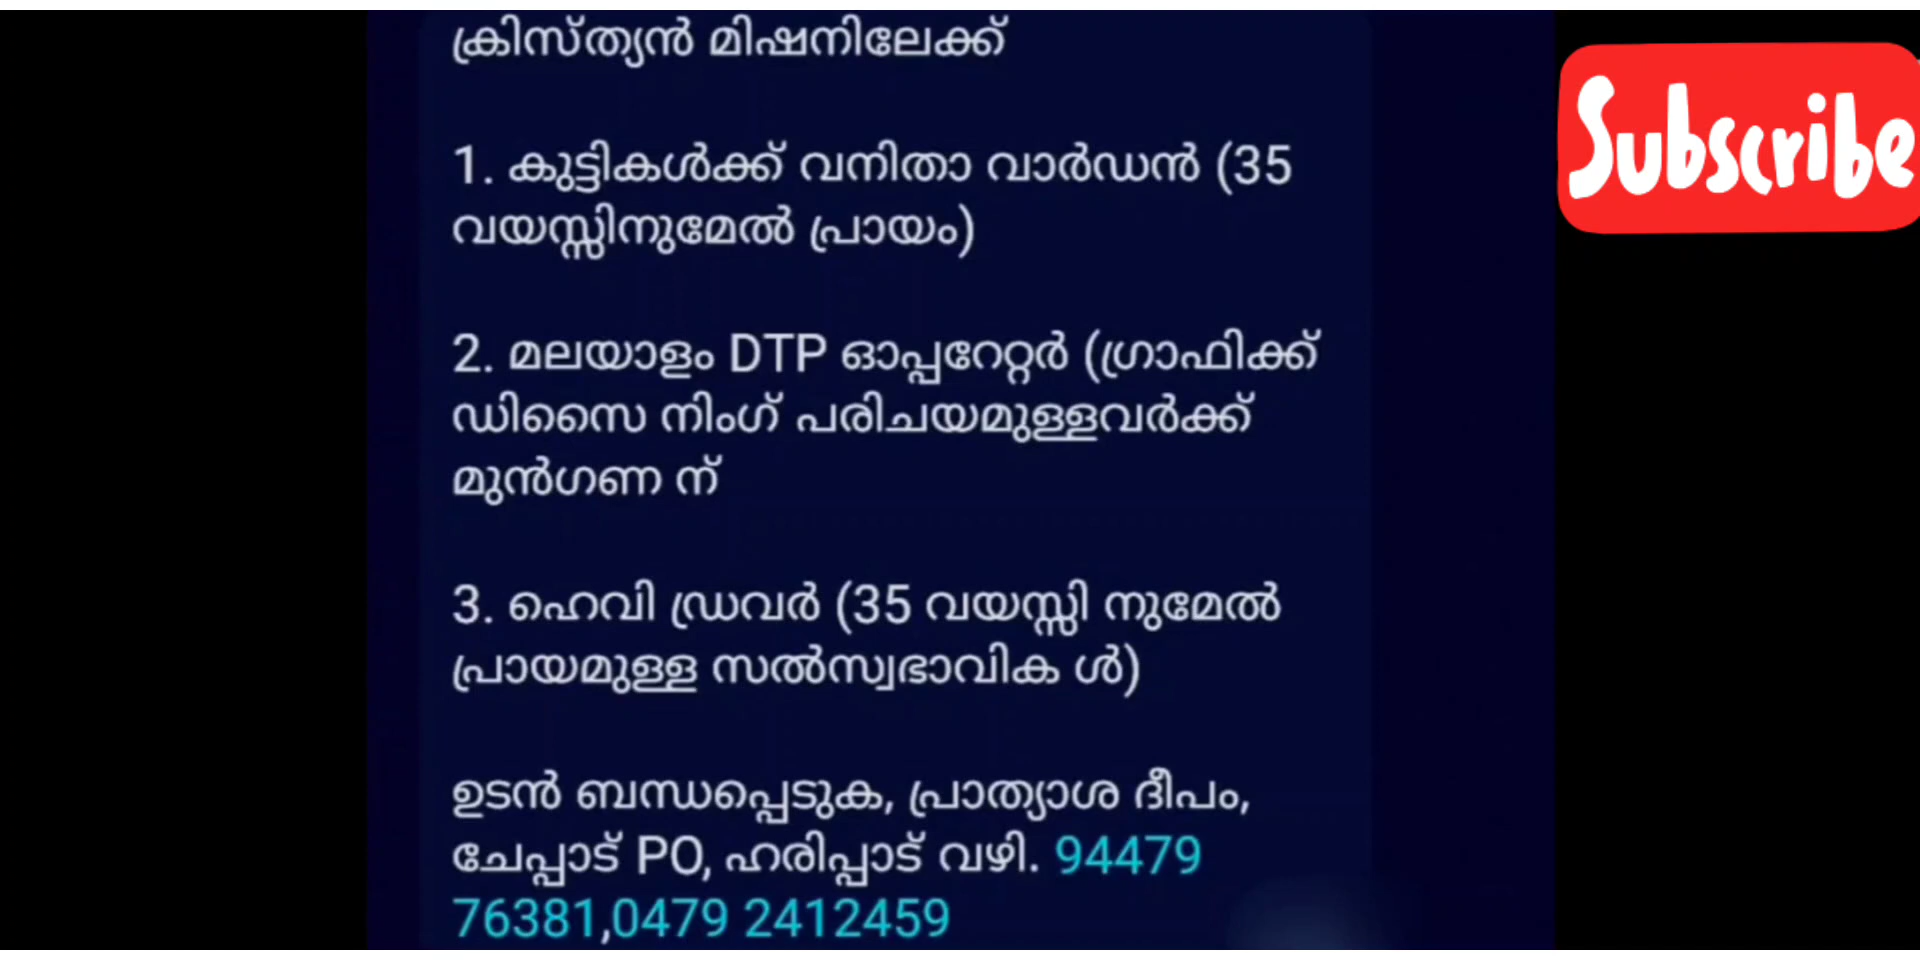 ക്രിസ്ത്യൻ മിഷനിലേക്ക്
Subscribe
1. കുട്ടികൾക്ക് വനിതാ വാർഡൻ (35
വയസ്സിനുമേൽ പ്രായം)
2. മലയാളം DTP ഓപ്പറേറ്റർ (ഗ്രാഫിക്ക്
ഡിസൈ നിംഗ് പരിചയമുള്ളവർക്ക്
മുൻഗണ ന്
3. ഹെവി ഡ്രവർ (35 വയസ്സി നുമേൽ
പ്രായമുള്ള സൽസ്വഭാവിക ൾ)
ഉടൻ ബന്ധപ്പെടുക, പ്രാത്യാശ ദീപം,
ചേപ്പാട് PO, ഹരിപ്പാട് വഴി. 94479
76381,0479 2412459